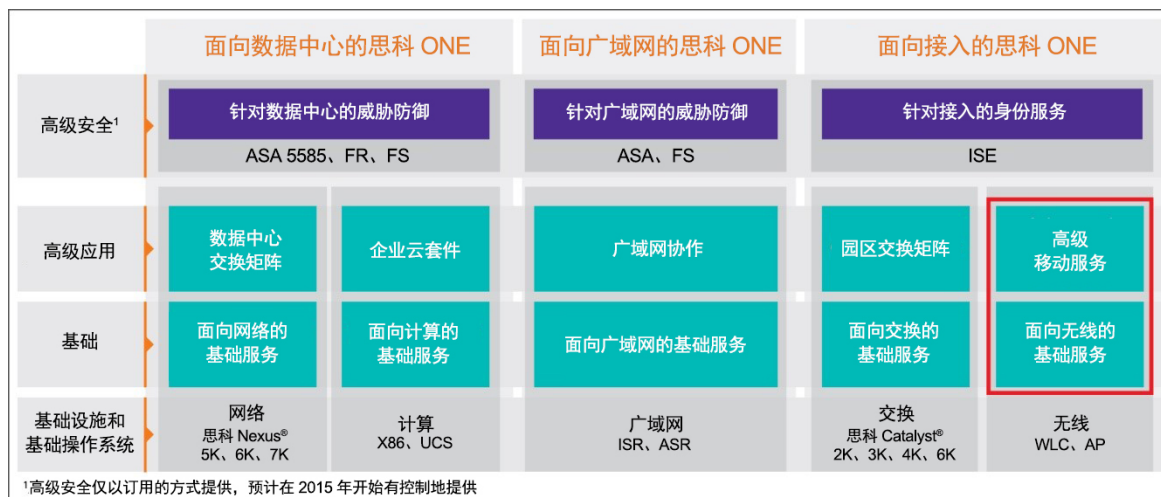 面向数据中心的思科 ONE
面向广域网的思科 ONE
面向接入的思科 ONE
高级安全¹
针对数据中心的威胁防御
ASA 5585、FR、FS
针对广域网的威胁防御
ASA、FS
针对接入的身份服务
ISE
高级应用
数据中心
交换矩阵
企业云套件
广域网协作
园区交换矩阵
高级
移动服务
基础
面向网络的
基础服务
面向计算的
基础服务
面向广域网的基础服务
面向交换的
基础服务
面向无线的
基础服务
基础设施和
基础操作系统
网络
思科 Nexus®
5K、6K、7K
计算
X86、UCS
广域网
ISR、ASR
交换
思科 Catalyst®
2K、3K、4K、6K
无线
WLC、AP
¹高级安全仅以订用的方式提供，预计在 2015 年开始有控制地提供